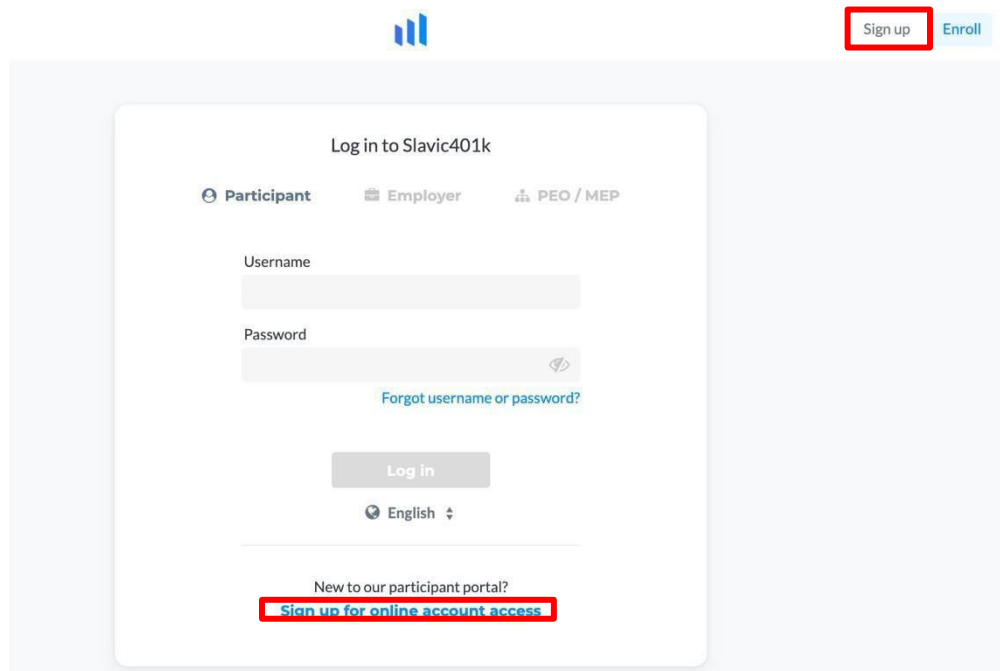 Sign up Enroll
Log in to Slavic401k
Participant Employer PEO / MEP
Username
Password
Forgot username or password?
Log in
English
New to our participant portal?
Sign up for online account access